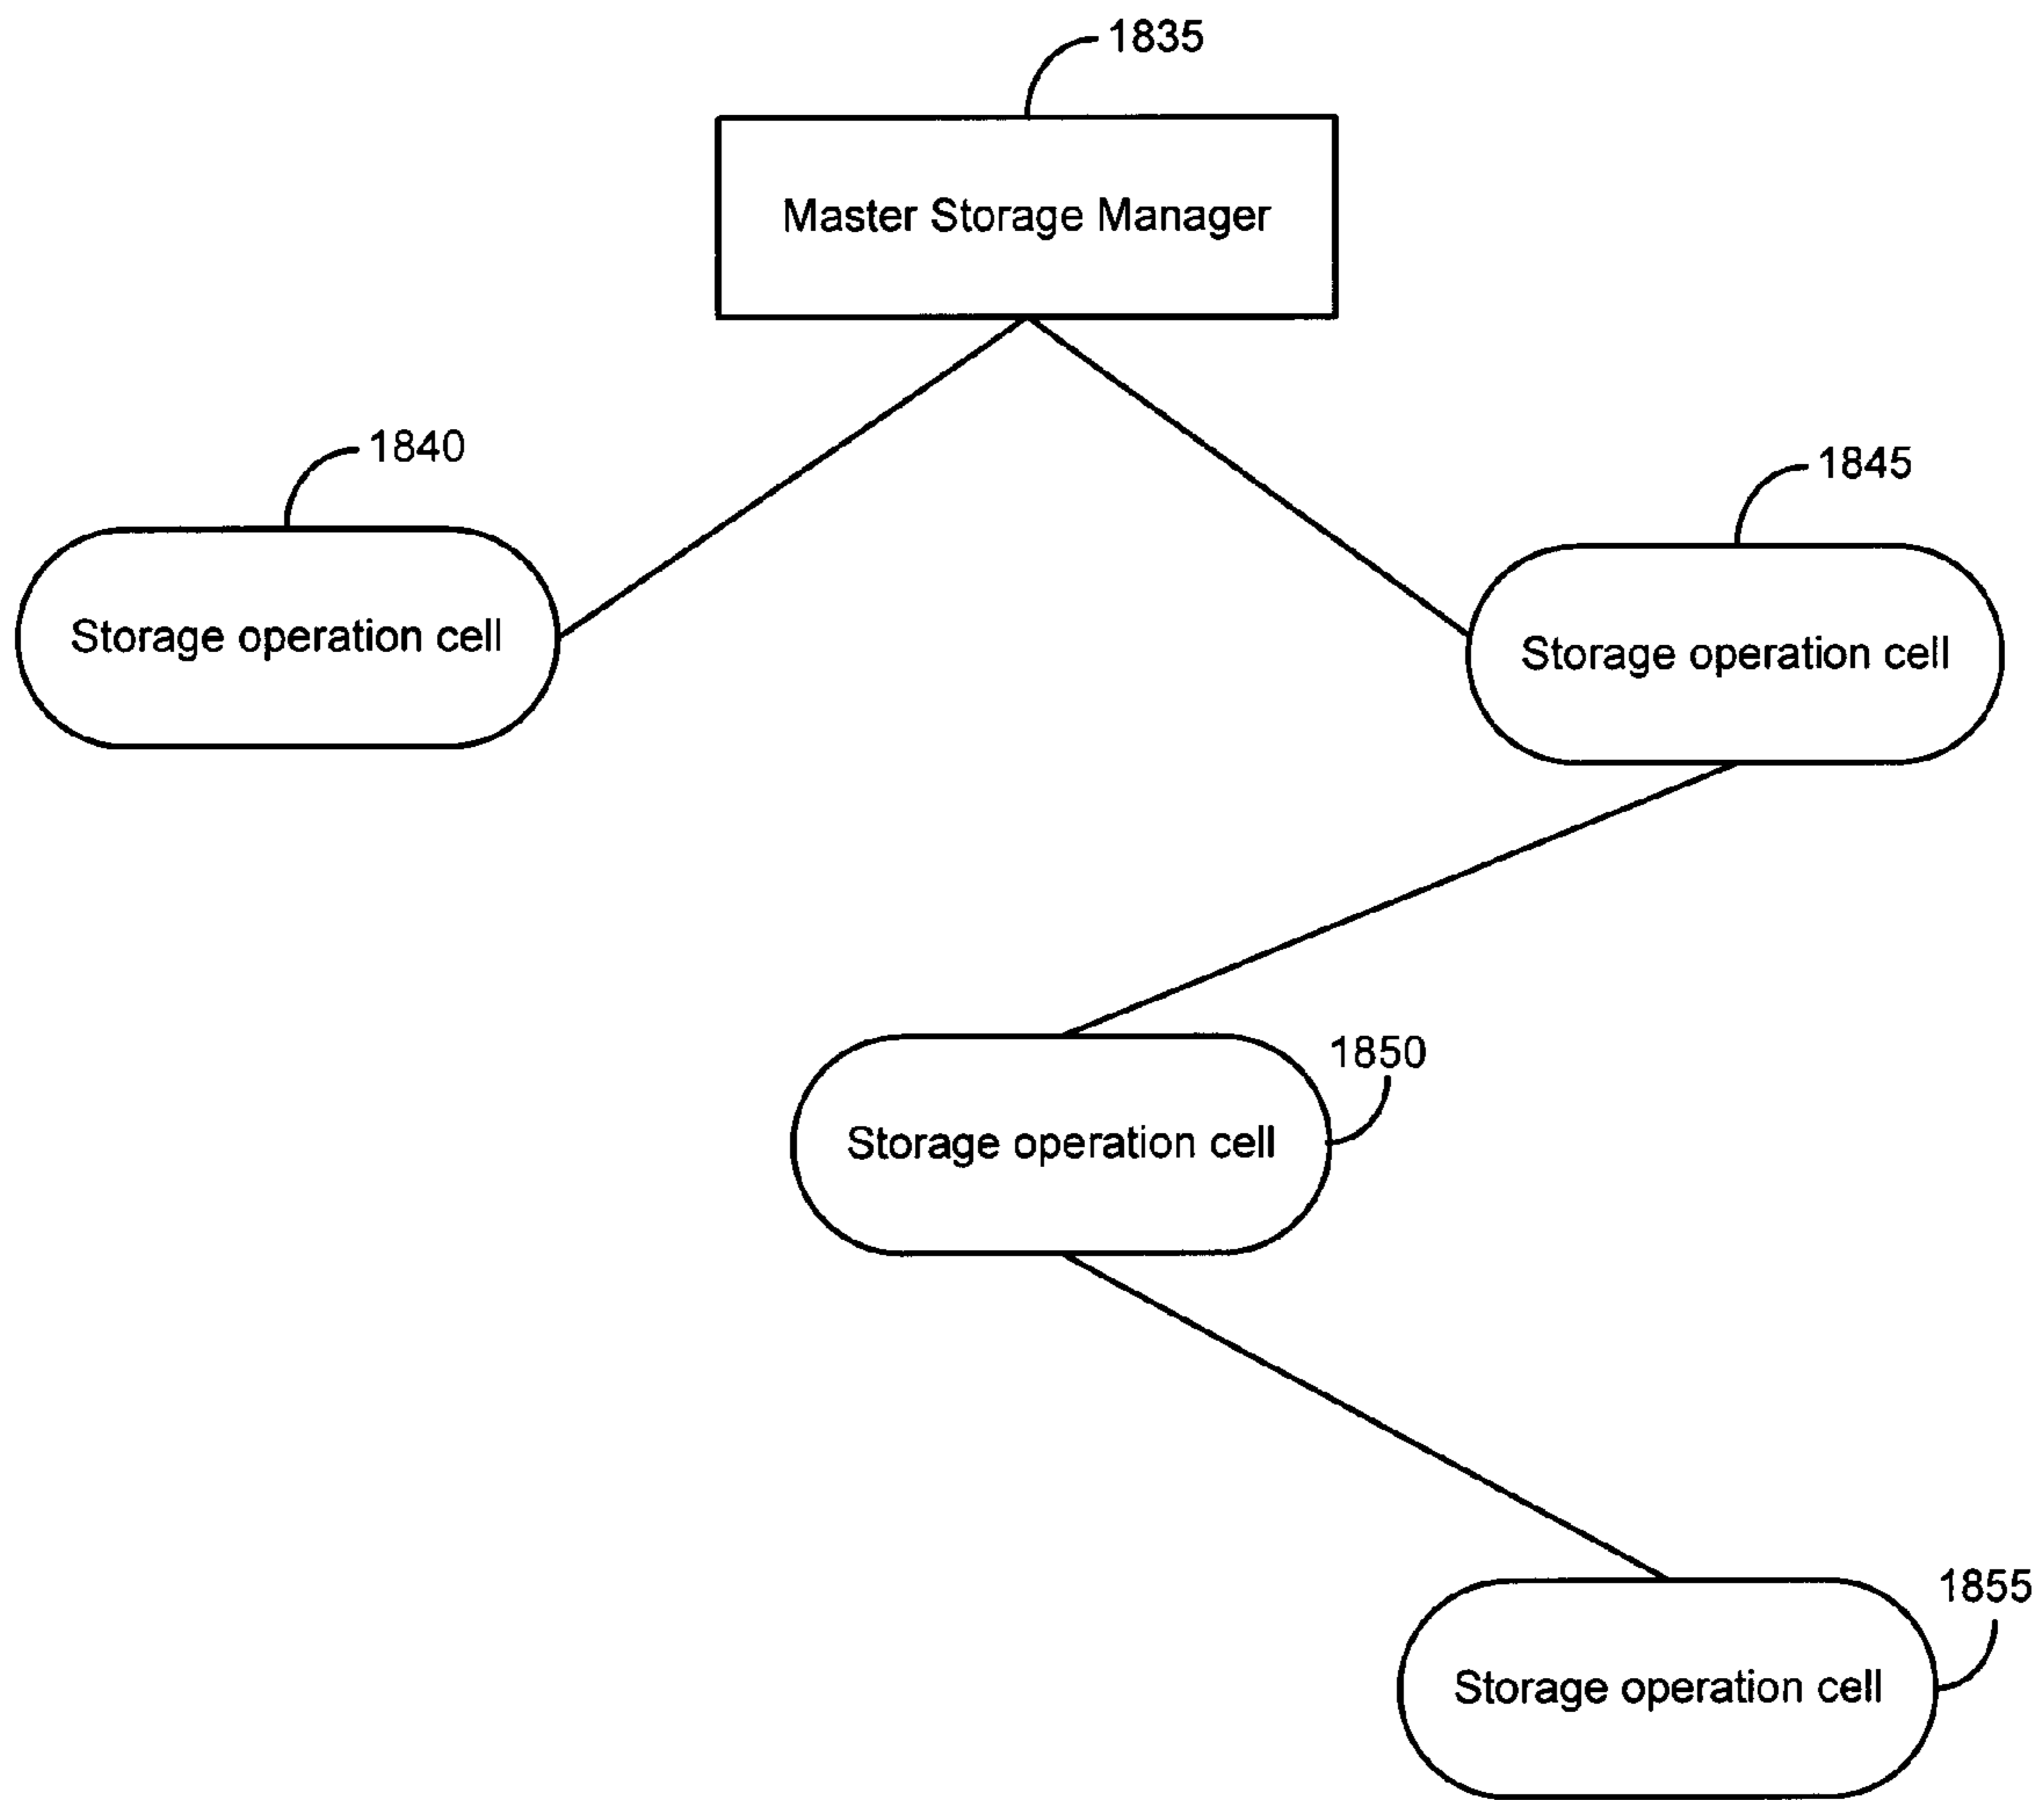 1835
Master Storage Manager
1840
1845
Storage operation cell
Storage operation cell
1850
Storage operation cell
1855
Storage operation cell